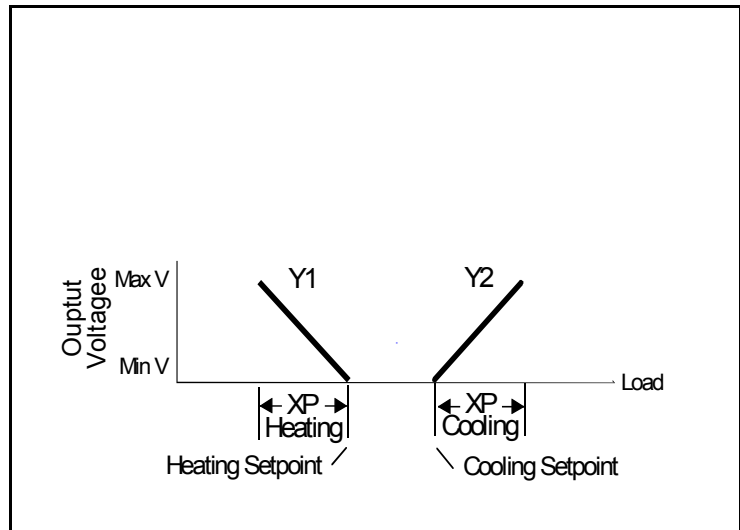 Y1
Y2
Ouptut
Voltagee
Max V
Min V
Load
XP
Heating
XP
Cooling
Heating Setpoint
Cooling Setpoint